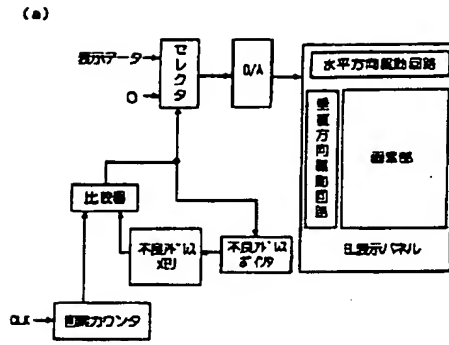 (a)
表示データ
0
セレクタ
D/A
水平方向駆動回路
垂直方向駆動回路
画素部
EL表示パネル
比較器
不良アドレス
メモリ
不良アドレス
ポインタ
CLK
画素カウンタ